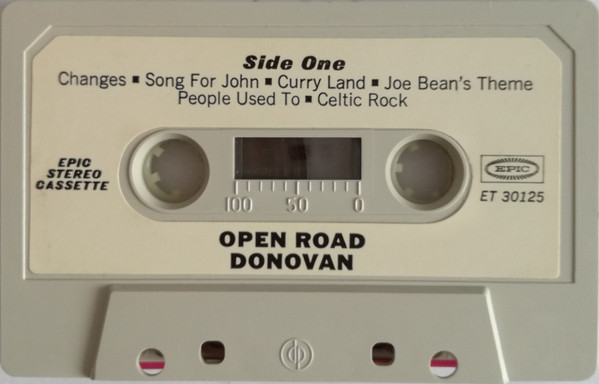 Side One
Changes ▪ Song For John ▪ Curry Land ▪ Joe Bean's Theme
People Used To ▪ Celtic Rock
EPIC
STEREO
CASSETTE
EPIC
ET 30125
100 50 0
OPEN ROAD
DONOVAN